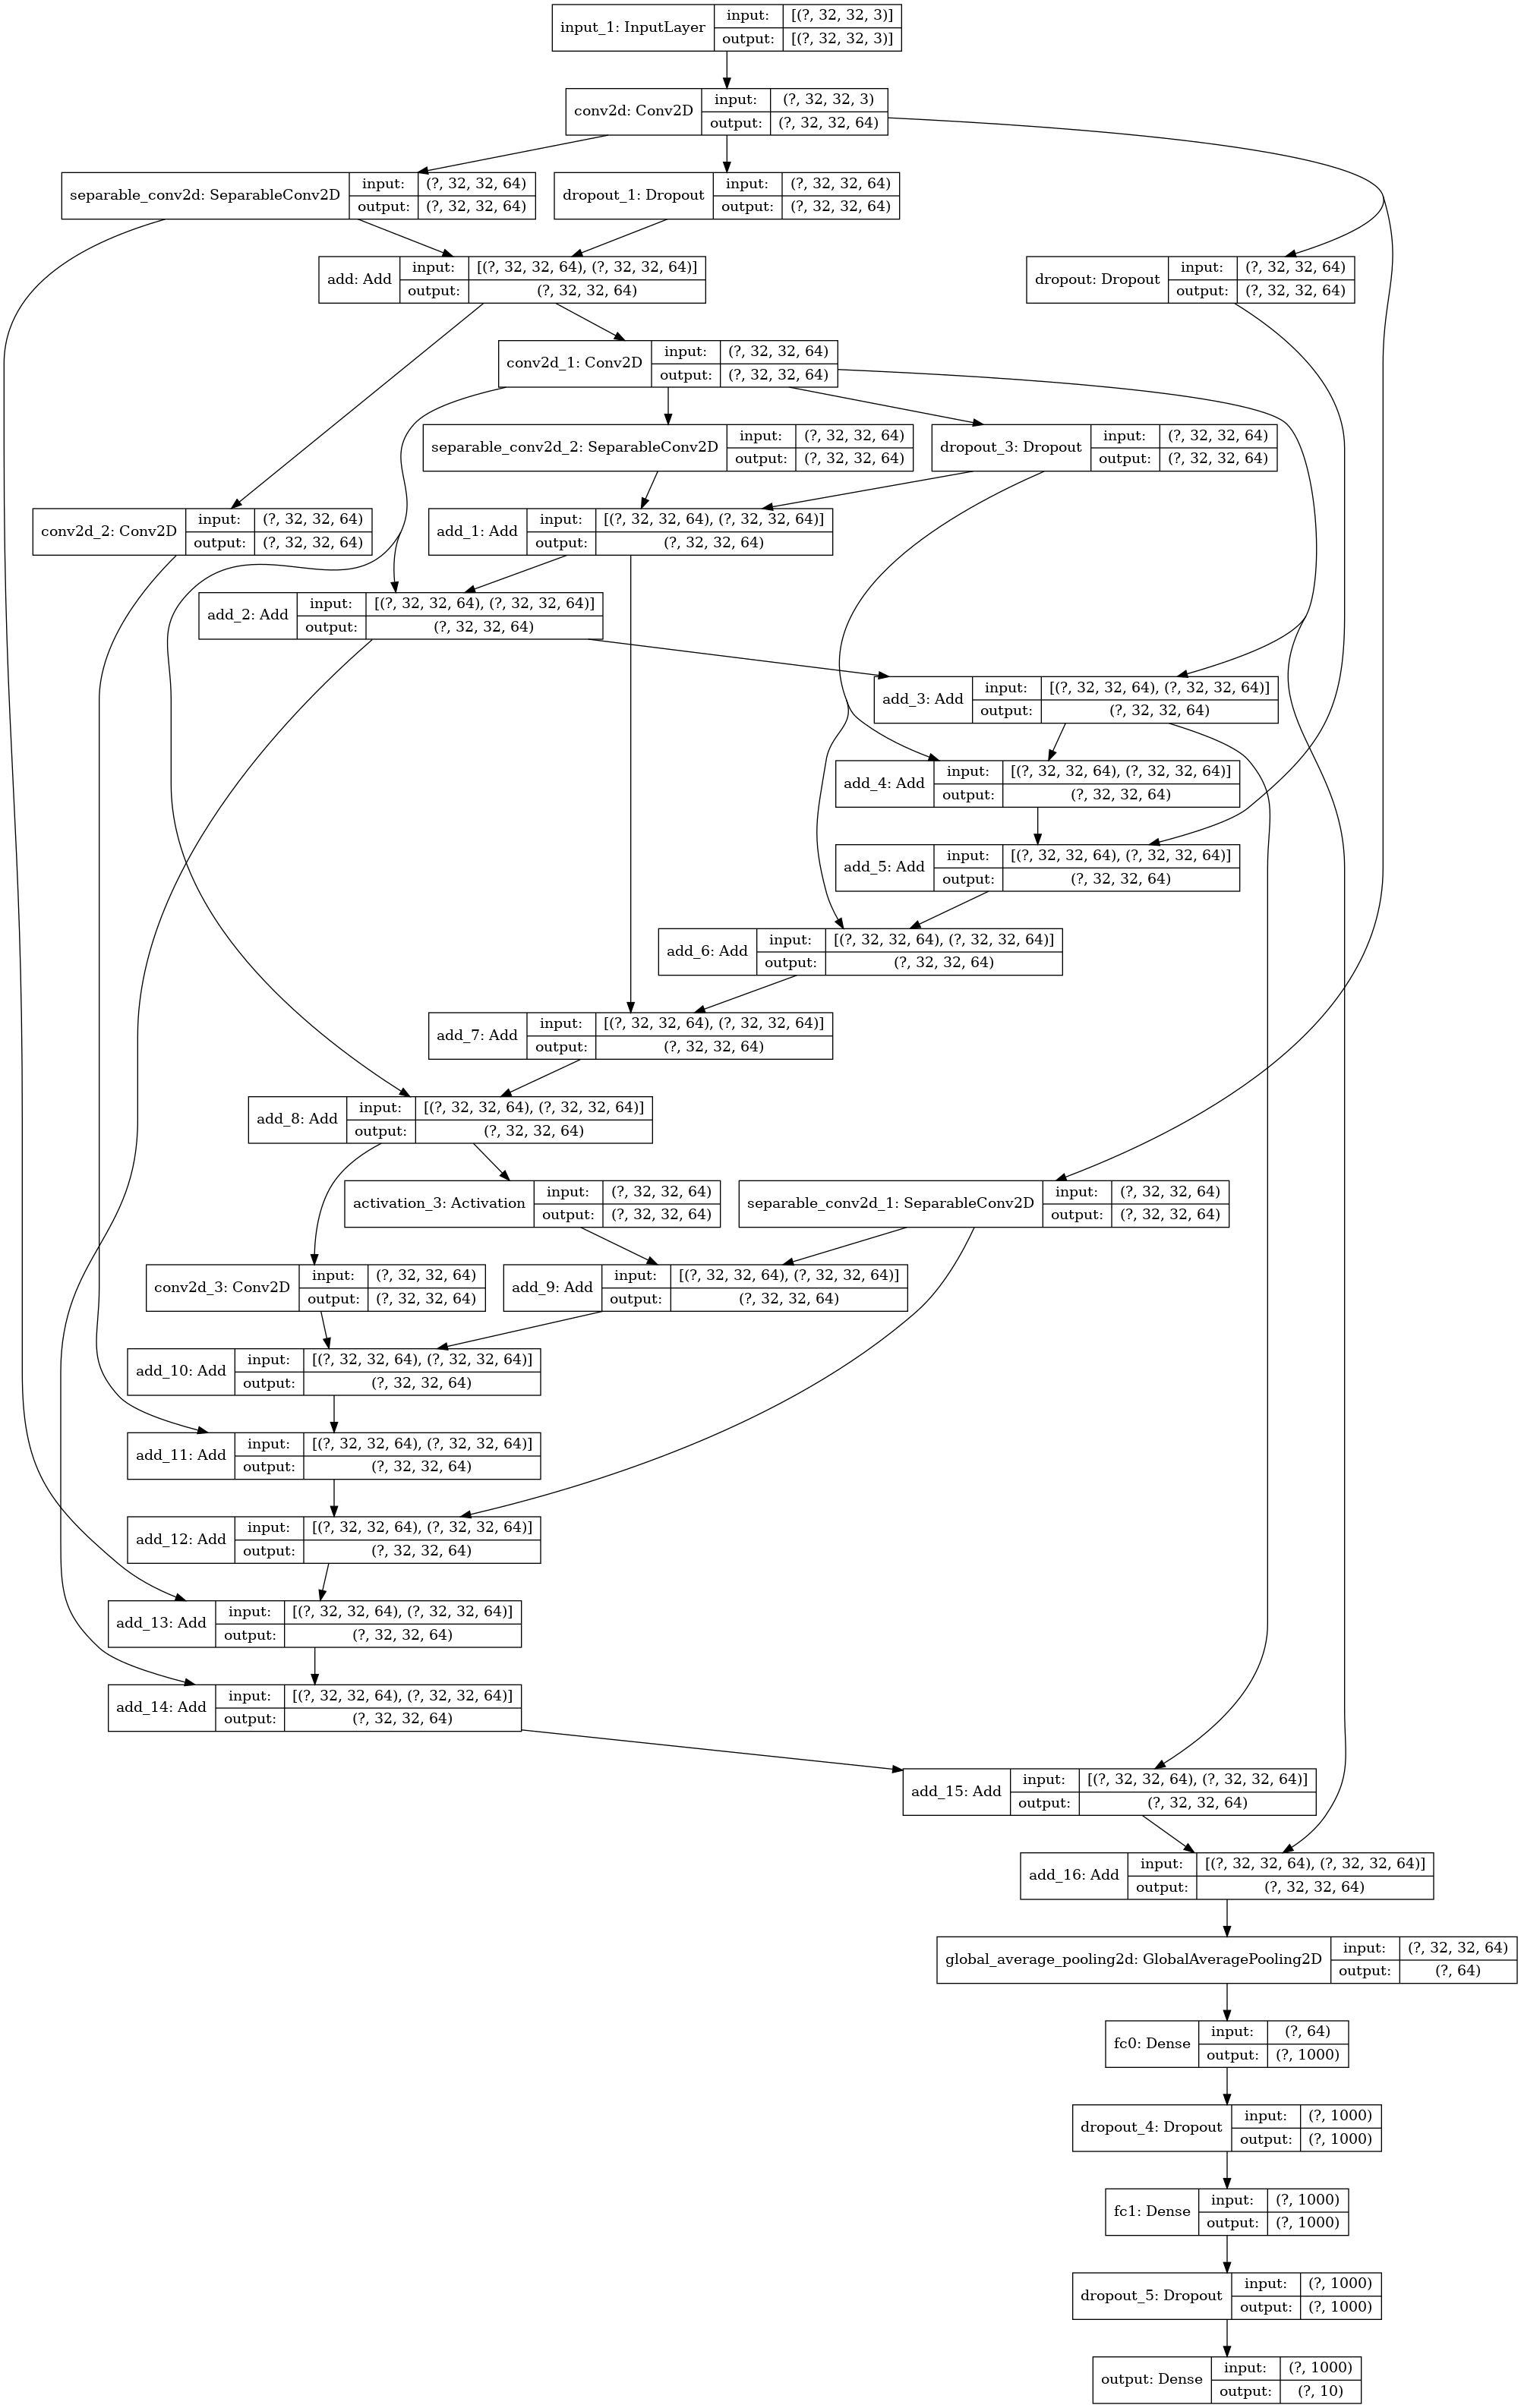 input_1: InputLayer
input: [(?, 32, 32, 3)]
output: [(?, 32, 32, 3)]
conv2d: Conv2D
input: (?, 32, 32, 3)
output: (?, 32, 32, 64)
separable_conv2d: SeparableConv2D
input: (?, 32, 32, 64)
output: (?, 32, 32, 64)
dropout_1: Dropout
input: (?, 32, 32, 64)
output: (?, 32, 32, 64)
add: Add
input: [(?, 32, 32, 64), (?, 32, 32, 64)]
output: (?, 32, 32, 64)
dropout: Dropout
input: (?, 32, 32, 64)
output: (?, 32, 32, 64)
conv2d_1: Conv2D
input: (?, 32, 32, 64)
output: (?, 32, 32, 64)
separable_conv2d_2: SeparableConv2D
input: (?, 32, 32, 64)
output: (?, 32, 32, 64)
dropout_3: Dropout
input: (?, 32, 32, 64)
output: (?, 32, 32, 64)
conv2d_2: Conv2D
input: (?, 32, 32, 64)
output: (?, 32, 32, 64)
add_1: Add
input: [(?, 32, 32, 64), (?, 32, 32, 64)]
output: (?, 32, 32, 64)
add_2: Add
input: [(?, 32, 32, 64), (?, 32, 32, 64)]
output: (?, 32, 32, 64)
add_3: Add
input: [(?, 32, 32, 64), (?, 32, 32, 64)]
output: (?, 32, 32, 64)
add_4: Add
input: [(?, 32, 32, 64), (?, 32, 32, 64)]
output: (?, 32, 32, 64)
add_5: Add
input: [(?, 32, 32, 64), (?, 32, 32, 64)]
output: (?, 32, 32, 64)
add_6: Add
input: [(?, 32, 32, 64), (?, 32, 32, 64)]
output: (?, 32, 32, 64)
add_7: Add
input: [(?, 32, 32, 64), (?, 32, 32, 64)]
output: (?, 32, 32, 64)
add_8: Add
input: [(?, 32, 32, 64), (?, 32, 32, 64)]
output: (?, 32, 32, 64)
activation_3: Activation
input: (?, 32, 32, 64)
output: (?, 32, 32, 64)
separable_conv2d_1: SeparableConv2D
input: (?, 32, 32, 64)
output: (?, 32, 32, 64)
conv2d_3: Conv2D
input: (?, 32, 32, 64)
output: (?, 32, 32, 64)
add_9: Add
input: [(?, 32, 32, 64), (?, 32, 32, 64)]
output: (?, 32, 32, 64)
add_10: Add
input: [(?, 32, 32, 64), (?, 32, 32, 64)]
output: (?, 32, 32, 64)
add_11: Add
input: [(?, 32, 32, 64), (?, 32, 32, 64)]
output: (?, 32, 32, 64)
add_12: Add
input: [(?, 32, 32, 64), (?, 32, 32, 64)]
output: (?, 32, 32, 64)
add_13: Add
input: [(?, 32, 32, 64), (?, 32, 32, 64)]
output: (?, 32, 32, 64)
add_14: Add
input: [(?, 32, 32, 64), (?, 32, 32, 64)]
output: (?, 32, 32, 64)
add_15: Add
input: [(?, 32, 32, 64), (?, 32, 32, 64)]
output: (?, 32, 32, 64)
add_16: Add
input: [(?, 32, 32, 64), (?, 32, 32, 64)]
output: (?, 32, 32, 64)
global_average_pooling2d: GlobalAveragePooling2D
input: (?, 32, 32, 64)
output: (?, 64)
fc0: Dense
input: (?, 64)
output: (?, 1000)
dropout_4: Dropout
input: (?, 1000)
output: (?, 1000)
fc1: Dense
input: (?, 1000)
output: (?, 1000)
dropout_5: Dropout
input: (?, 1000)
output: (?, 1000)
output: Dense
input: (?, 1000)
output: (?, 10)